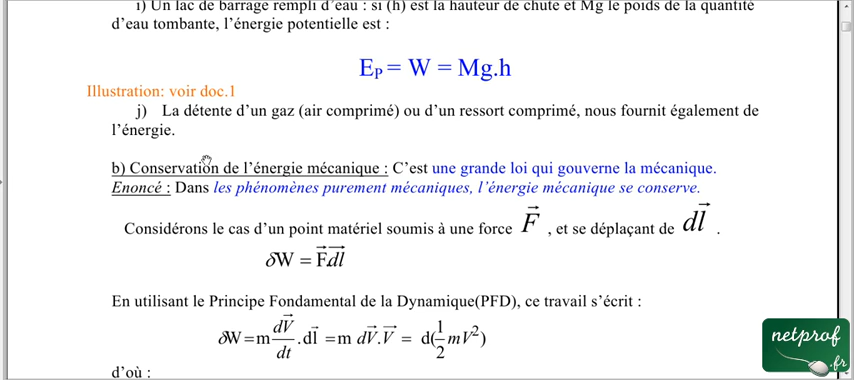 i) Un lac de barrage rempli d'eau : si (h) est la hauteur de chute et Mg le poids de la quantité
d'eau tombante, l'énergie potentielle est :
E_P = W = Mg.h
Illustration: voir doc.1
j) La détente d'un gaz (air comprimé) ou d'un ressort comprimé, nous fournit également de
l'énergie.
b) Conservation de l'énergie mécanique : C'est une grande loi qui gouverne la mécanique.
Enoncé : Dans les phénomènes purement mécaniques, l'énergie mécanique se conserve.
Considérons le cas d'un point matériel soumis à une force F⃗ , et se déplaçant de dl⃗ .
δW = F⃗.dl⃗
En utilisant le Principe Fondamental de la Dynamique(PFD), ce travail s'écrit :
δW = m dV⃗/dt . dl⃗ = m dV⃗.V⃗ = d(1/2 mV²)
d'où :
netprof
.fr